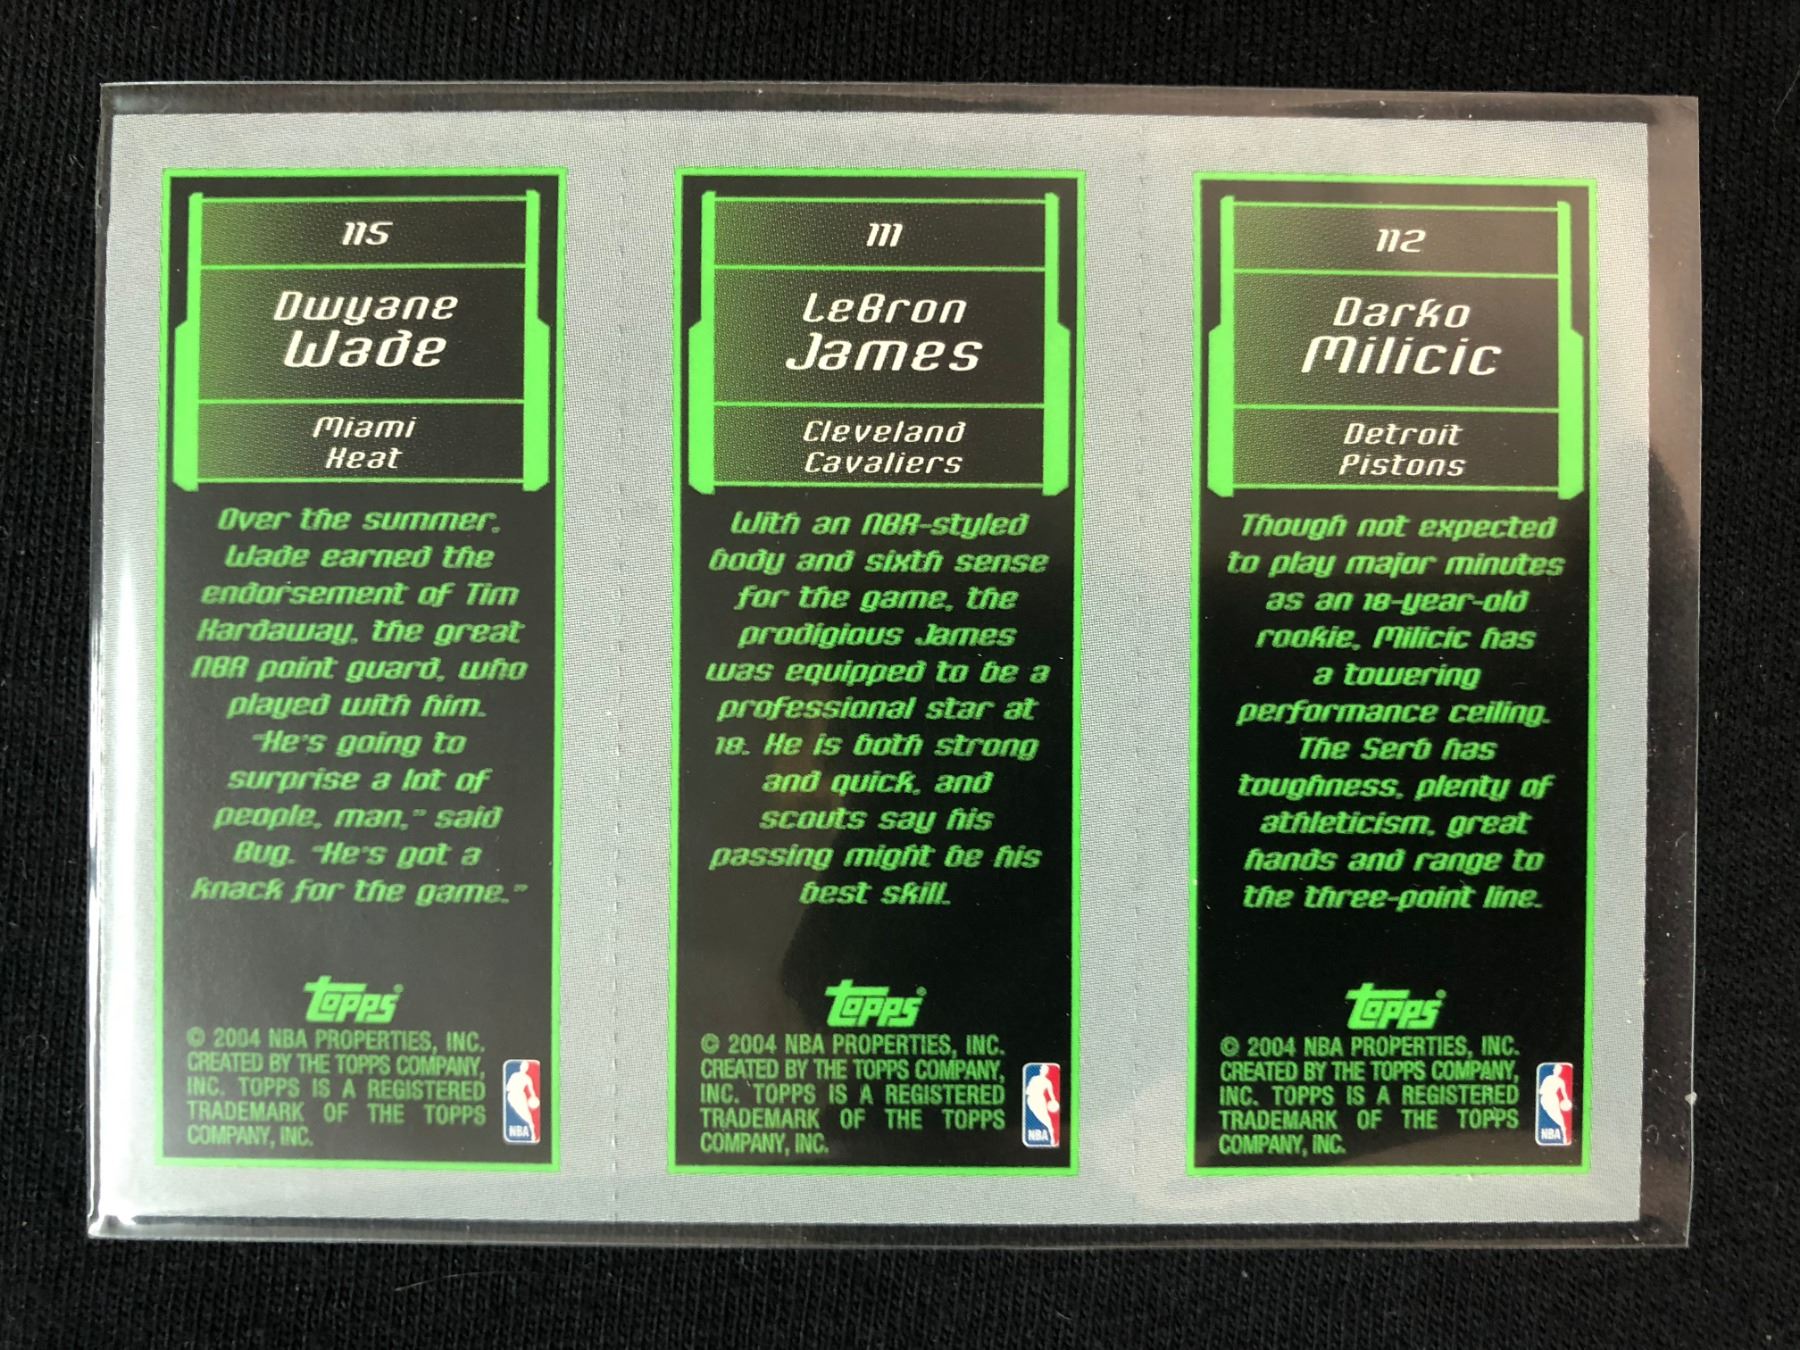 115
Dwyane
Wade
Miami
Heat
Over the summer,
Wade earned the
endorsement of Tim
Hardaway, the great
NBA point guard, who
played with him.
"He's going to
surprise a lot of
people, man," said
Bug. "He's got a
knack for the game."
Topps®
© 2004 NBA PROPERTIES, INC.
CREATED BY THE TOPPS COMPANY,
INC. TOPPS IS A REGISTERED
TRADEMARK OF THE TOPPS
COMPANY, INC.
NBA
111
LeBron
James
Cleveland
Cavaliers
With an NBA-styled
body and sixth sense
for the game, the
prodigious James
was equipped to be a
professional star at
18. He is both strong
and quick, and
scouts say his
passing might be his
best skill.
Topps®
© 2004 NBA PROPERTIES, INC.
CREATED BY THE TOPPS COMPANY,
INC. TOPPS IS A REGISTERED
TRADEMARK OF THE TOPPS
COMPANY, INC.
NBA
112
Darko
Milicic
Detroit
Pistons
Though not expected
to play major minutes
as an 18-year-old
rookie, Milicic has
a towering
performance ceiling.
The Serb has
toughness, plenty of
athleticism, great
hands and range to
the three-point line.
Topps®
© 2004 NBA PROPERTIES, INC.
CREATED BY THE TOPPS COMPANY,
INC. TOPPS IS A REGISTERED
TRADEMARK OF THE TOPPS
COMPANY, INC.
NBA